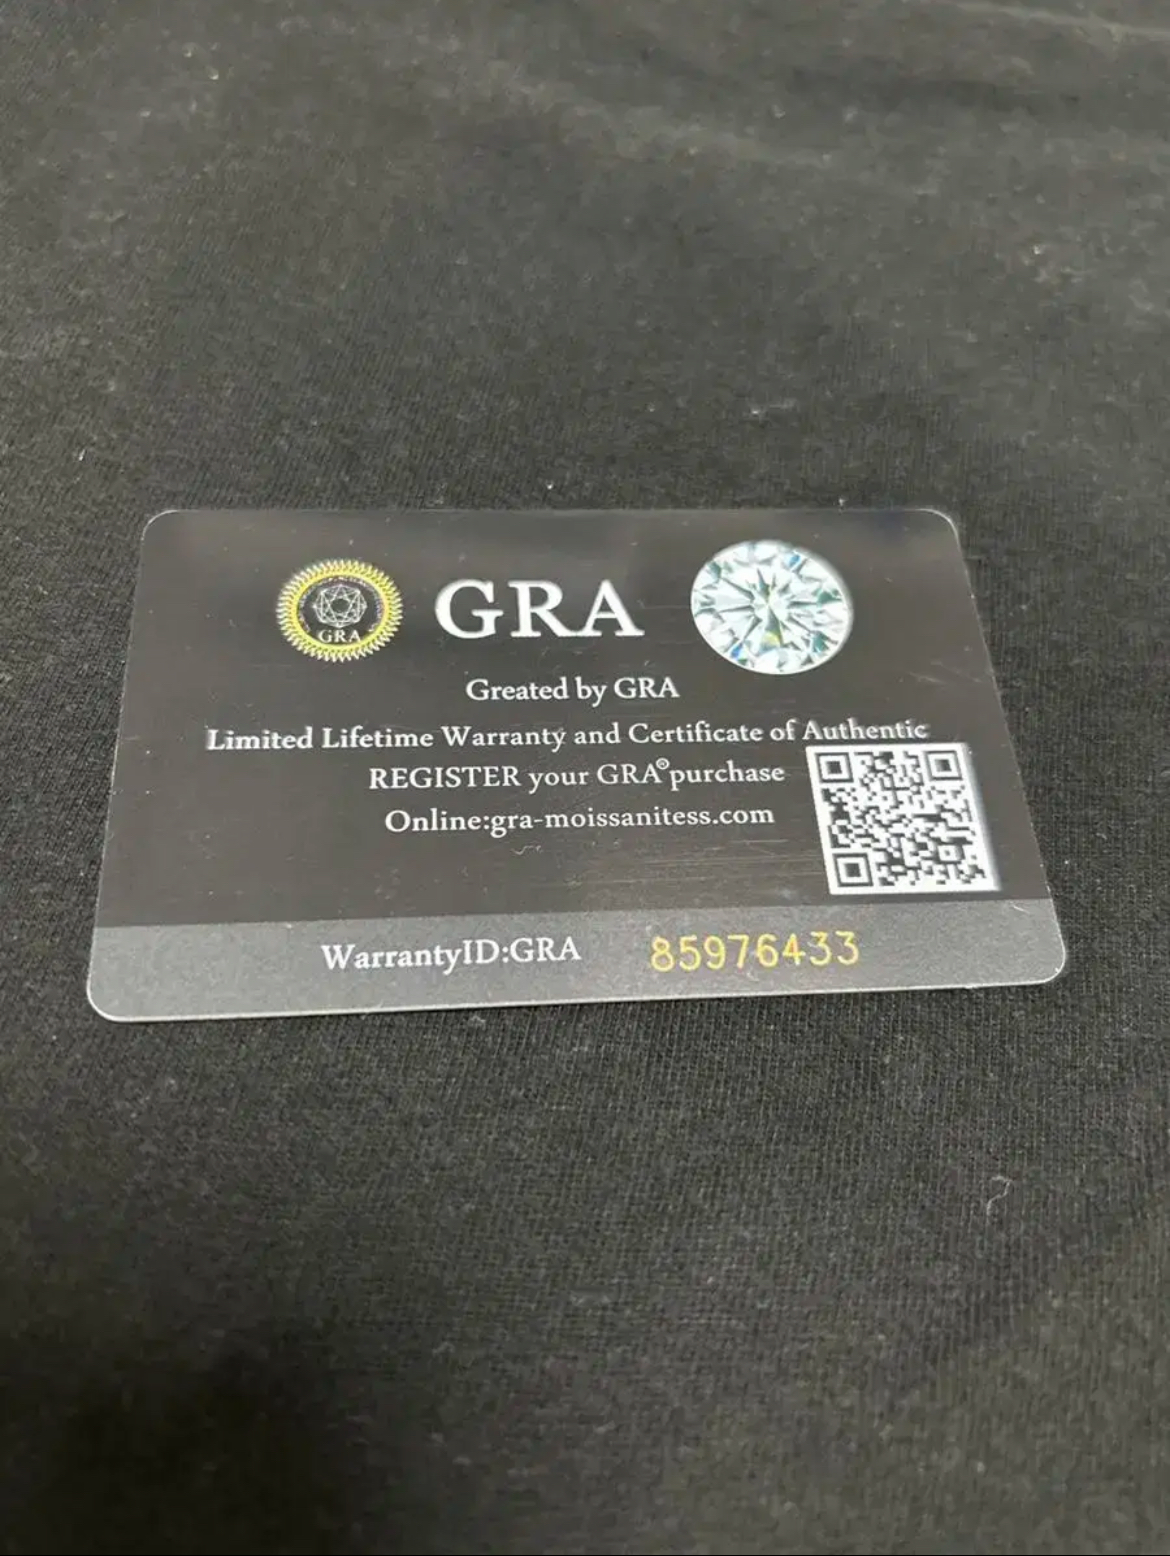 GRA
GRA
Greated by GRA
Limited Lifetime Warranty and Certificate of Authentic
REGISTER your GRA® purchase
Online:gra-moissanitess.com
WarrantyID:GRA 85976433